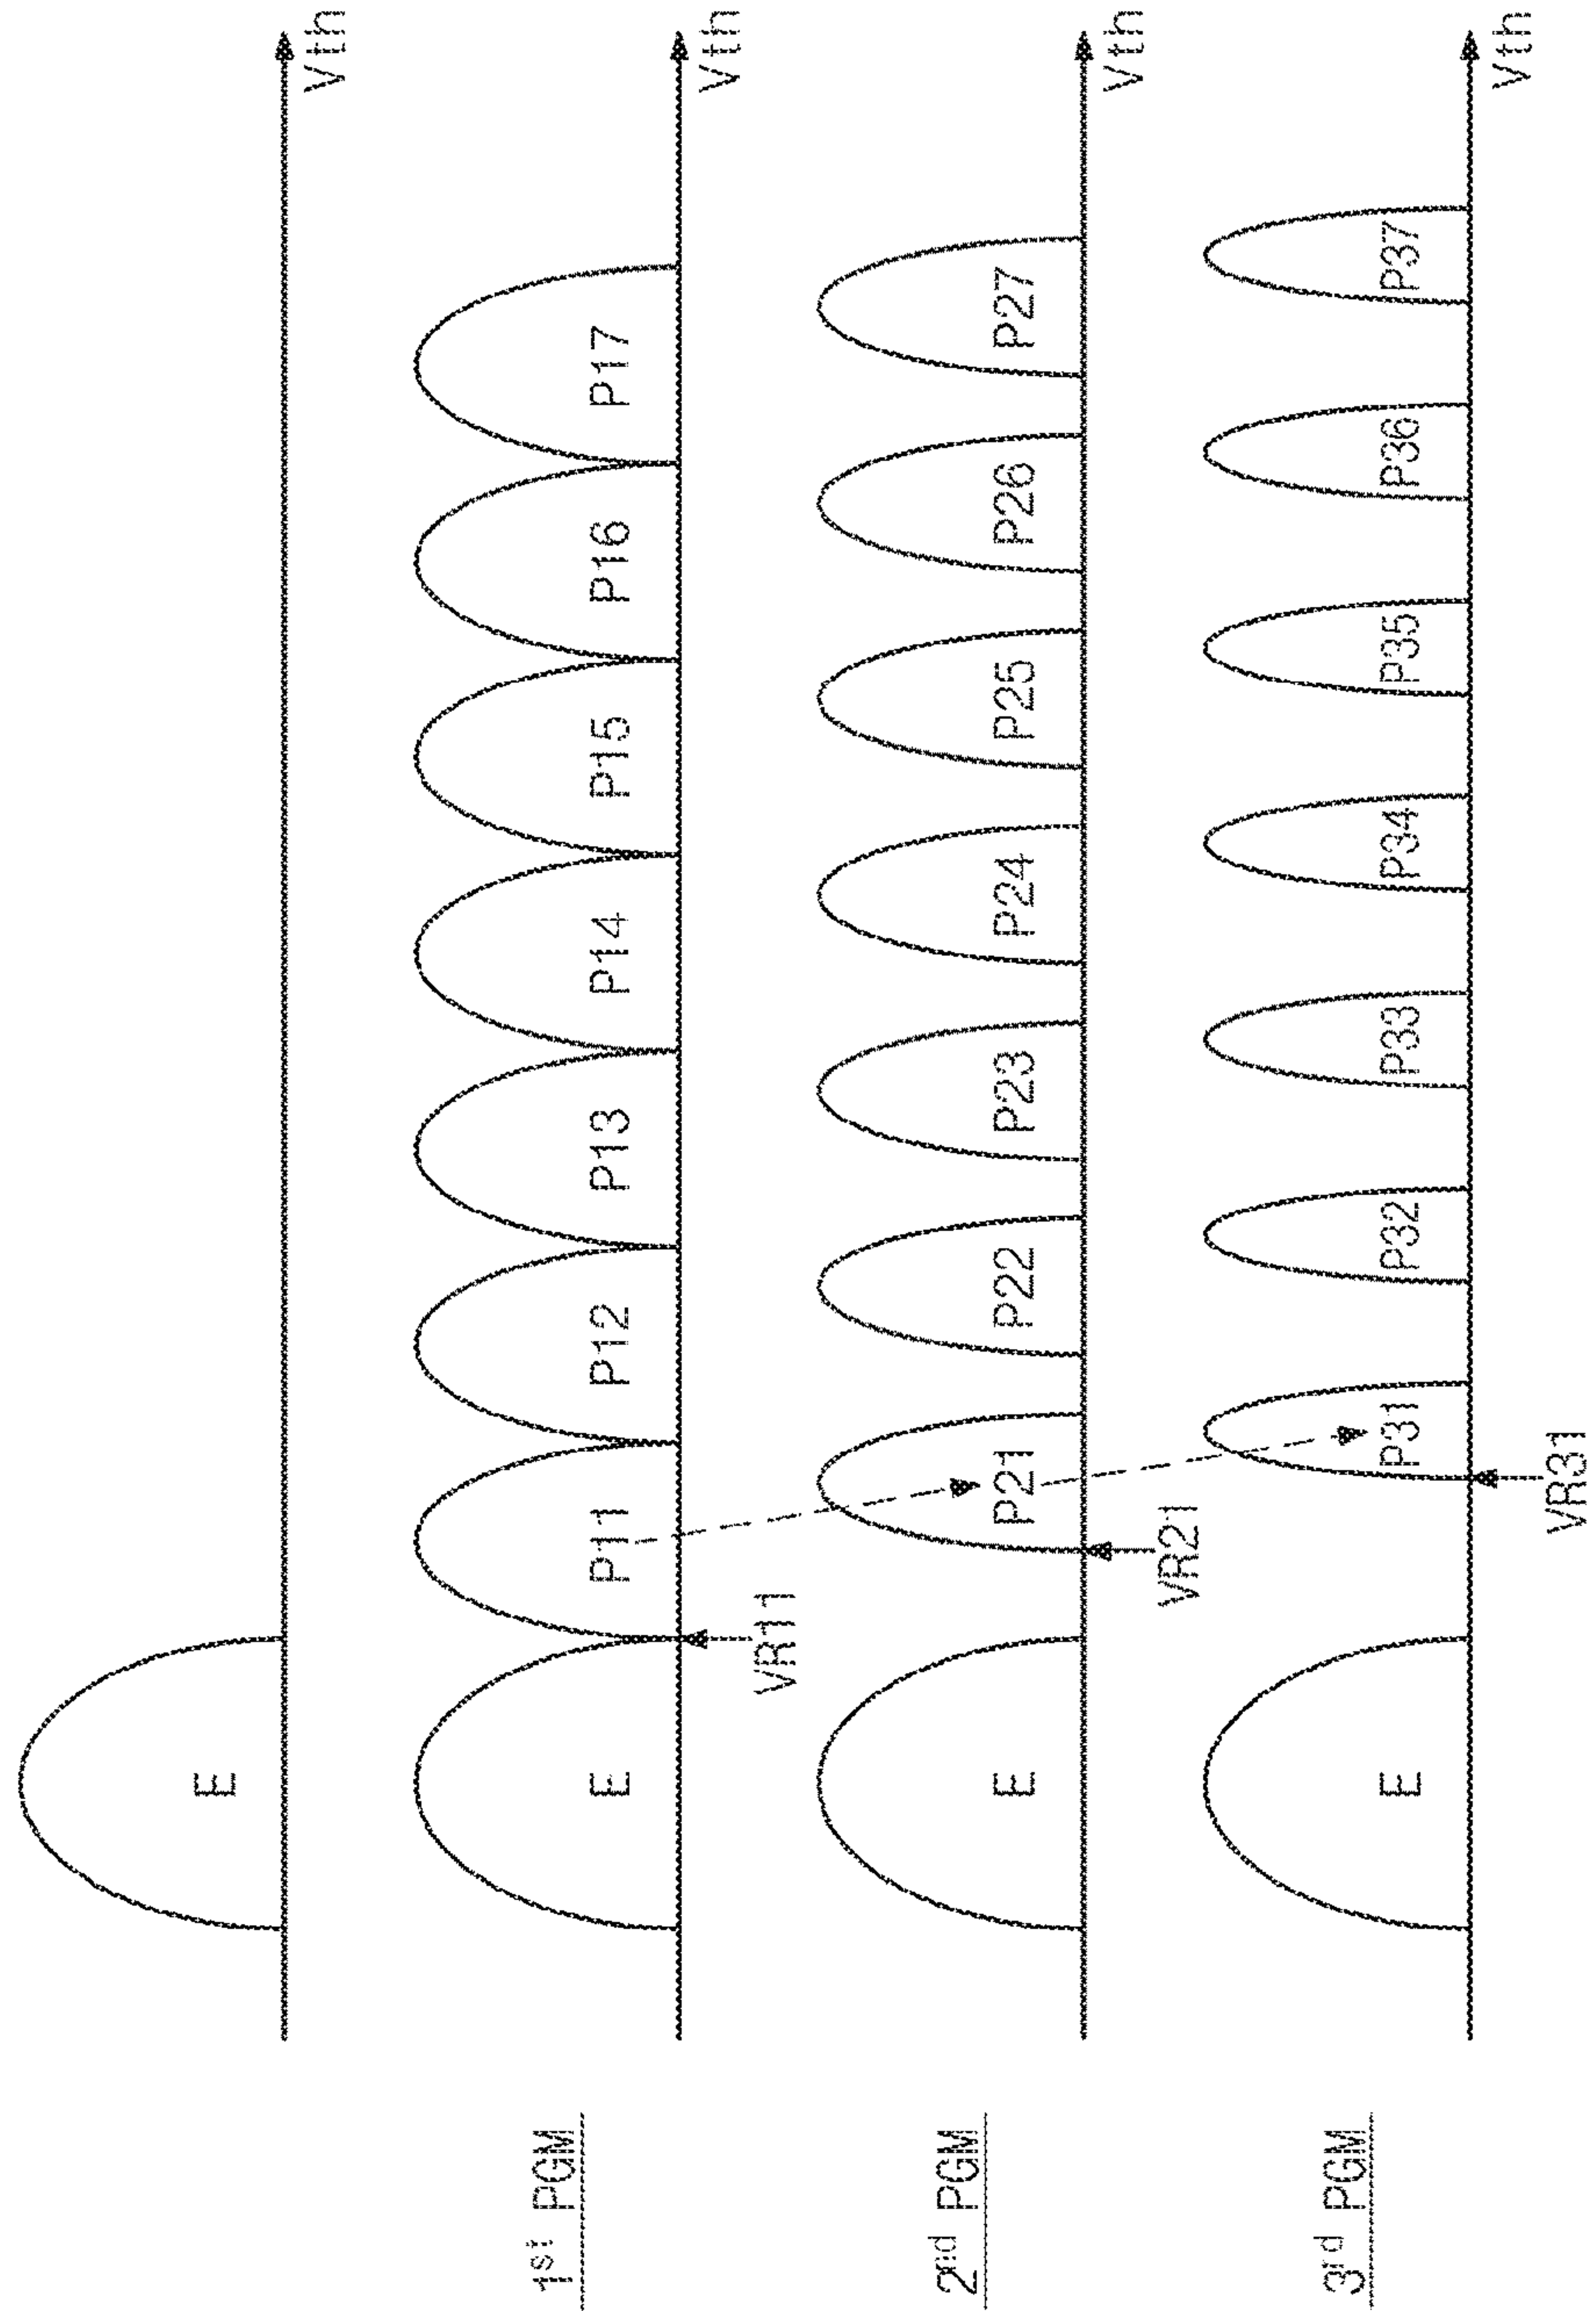 E
Vth
1st PGM
E
P11
P12
P13
P14
P15
P16
P17
Vth
VR11
2nd PGM
E
P21
P22
P23
P24
P25
P26
P27
Vth
VR21
3rd PGM
E
P31
P32
P33
P34
P35
P36
P37
Vth
VR31